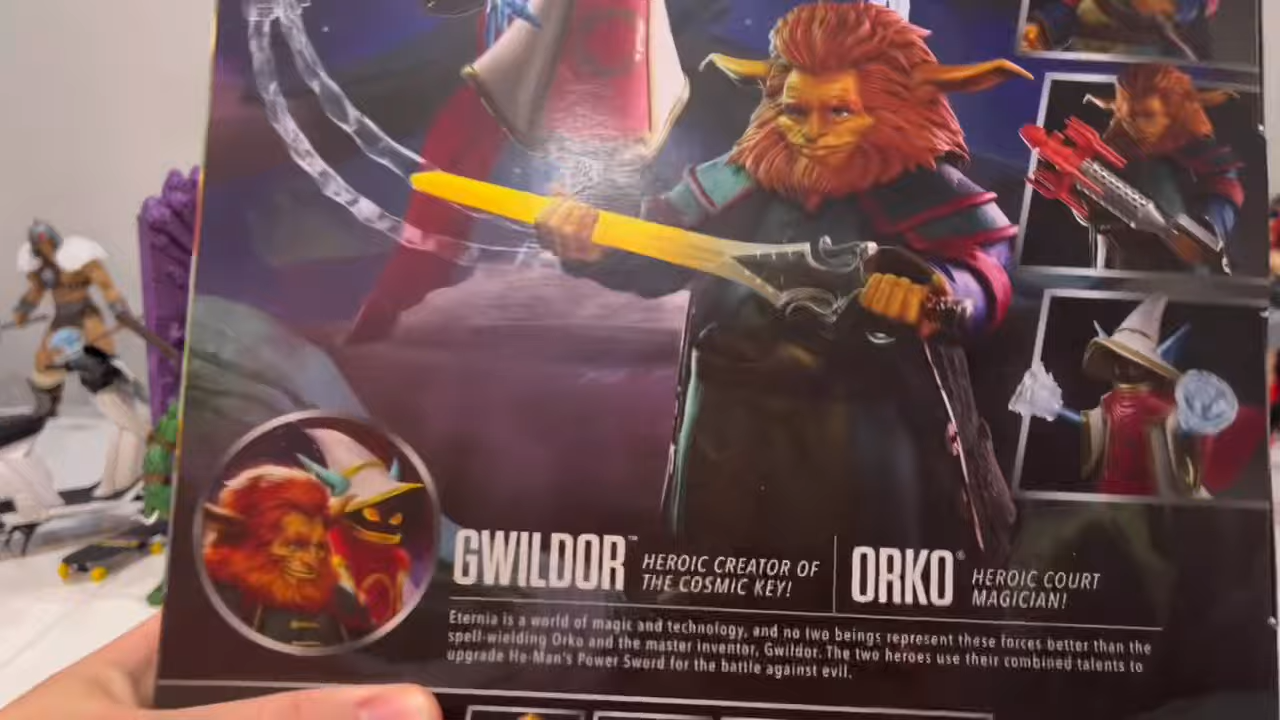 GWILDOR™ HEROIC CREATOR OF
THE COSMIC KEY!
ORKO® HEROIC COURT
MAGICIAN!
Eternia is a world of magic and technology, and no two beings represent these forces better than the
spell-wielding Orko and the master inventor, Gwildor. The two heroes use their combined talents to
upgrade He-Man's Power Sword for the battle against evil.